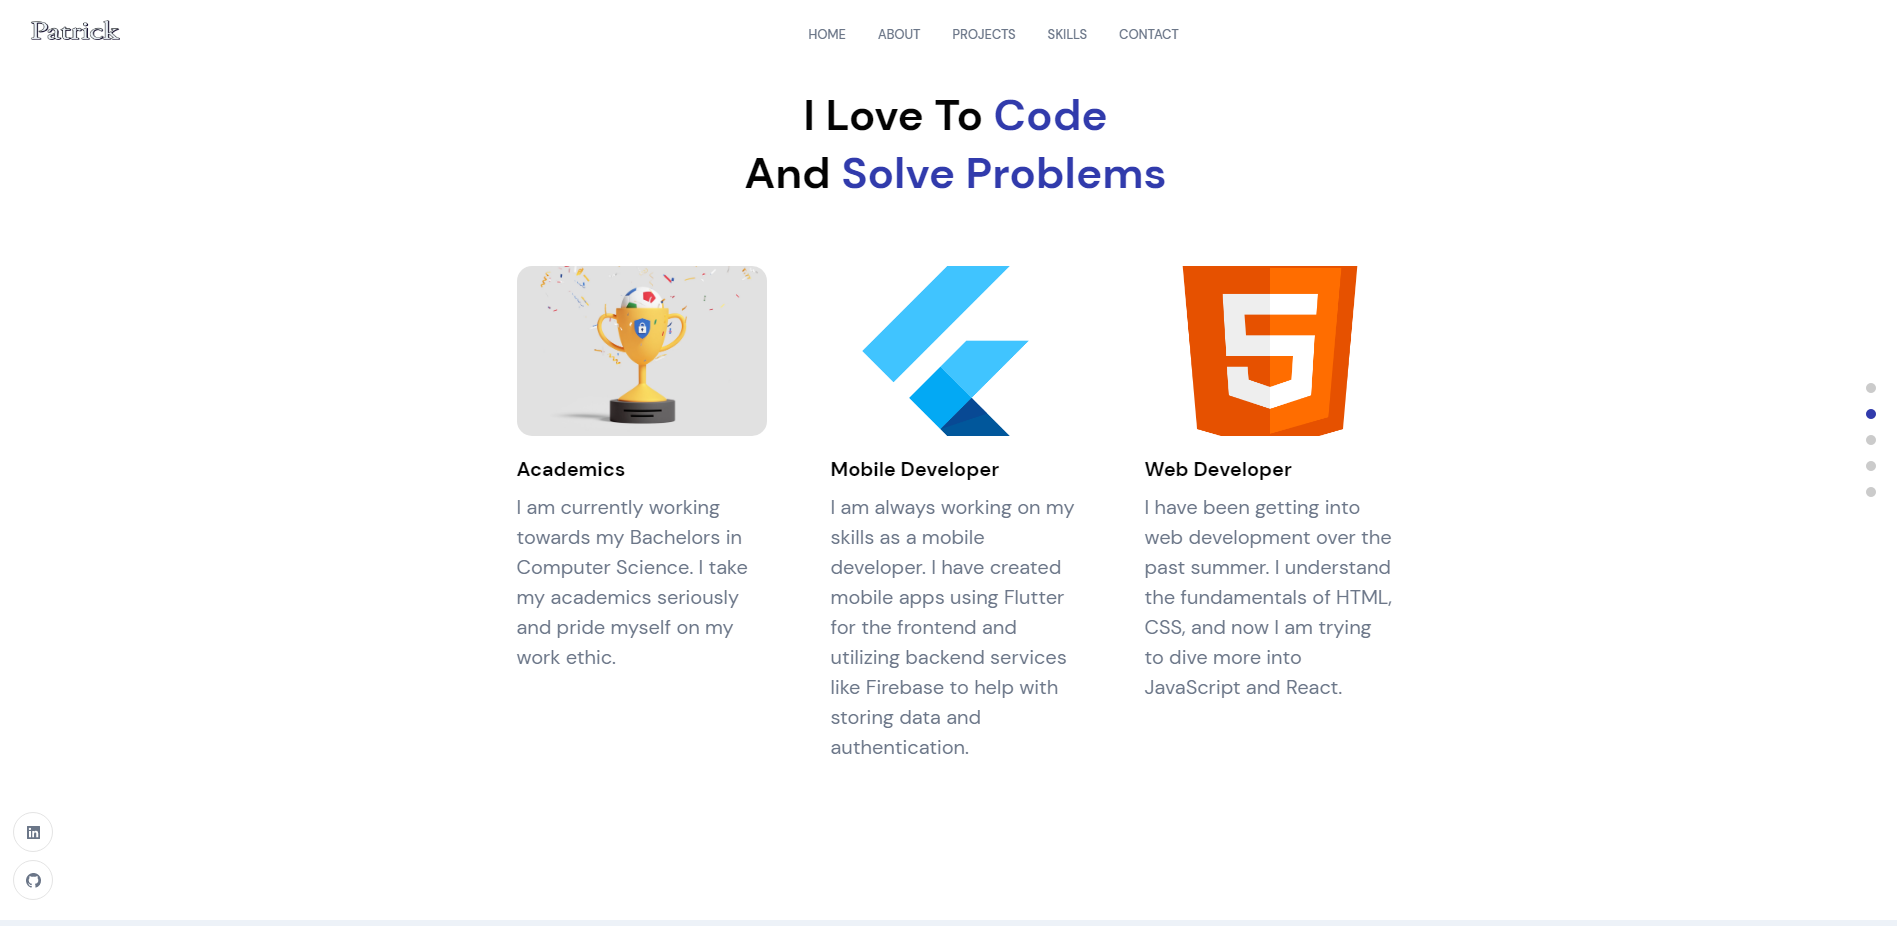 Patrick
HOME ABOUT PROJECTS SKILLS CONTACT
I Love To Code
And Solve Problems
Academics
I am currently working
towards my Bachelors in
Computer Science. I take
my academics seriously
and pride myself on my
work ethic.
Mobile Developer
I am always working on my
skills as a mobile
developer. I have created
mobile apps using Flutter
for the frontend and
utilizing backend services
like Firebase to help with
storing data and
authentication.
Web Developer
I have been getting into
web development over the
past summer. I understand
the fundamentals of HTML,
CSS, and now I am trying
to dive more into
JavaScript and React.